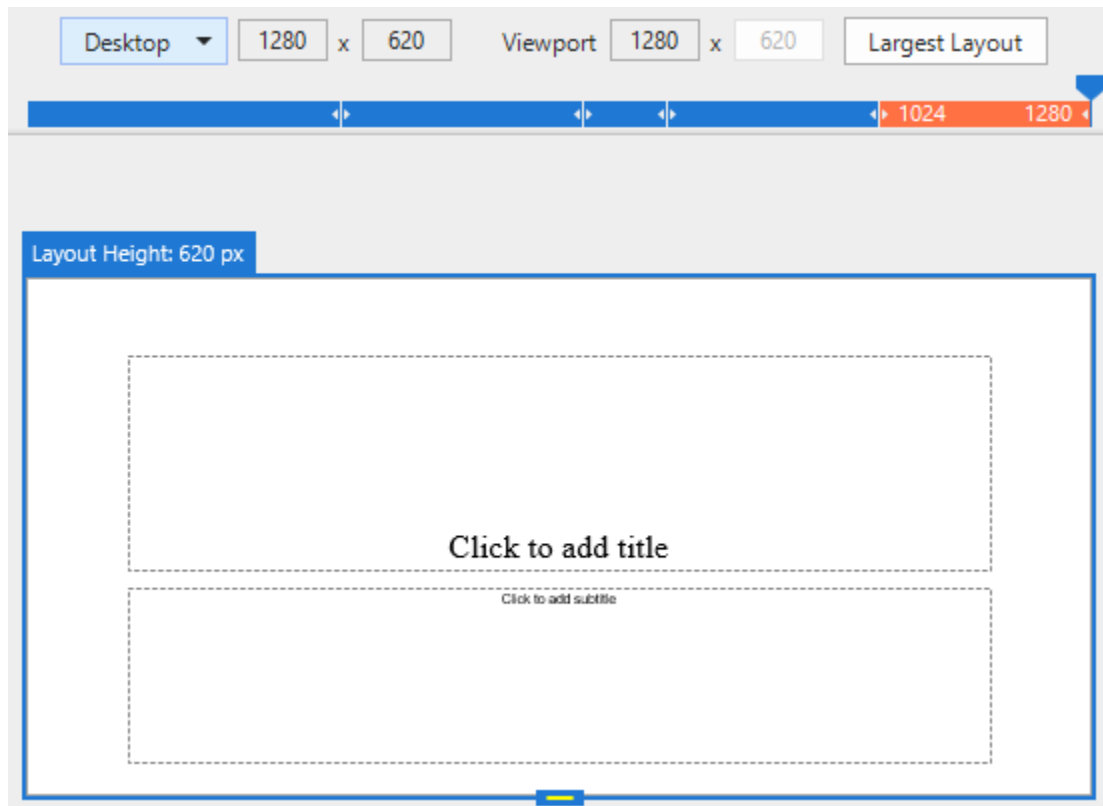 Desktop 1280 x 620 Viewport 1280 x 620 Largest Layout
1024 1280
Layout Height: 620 px
Click to add title
Click to add subtitle